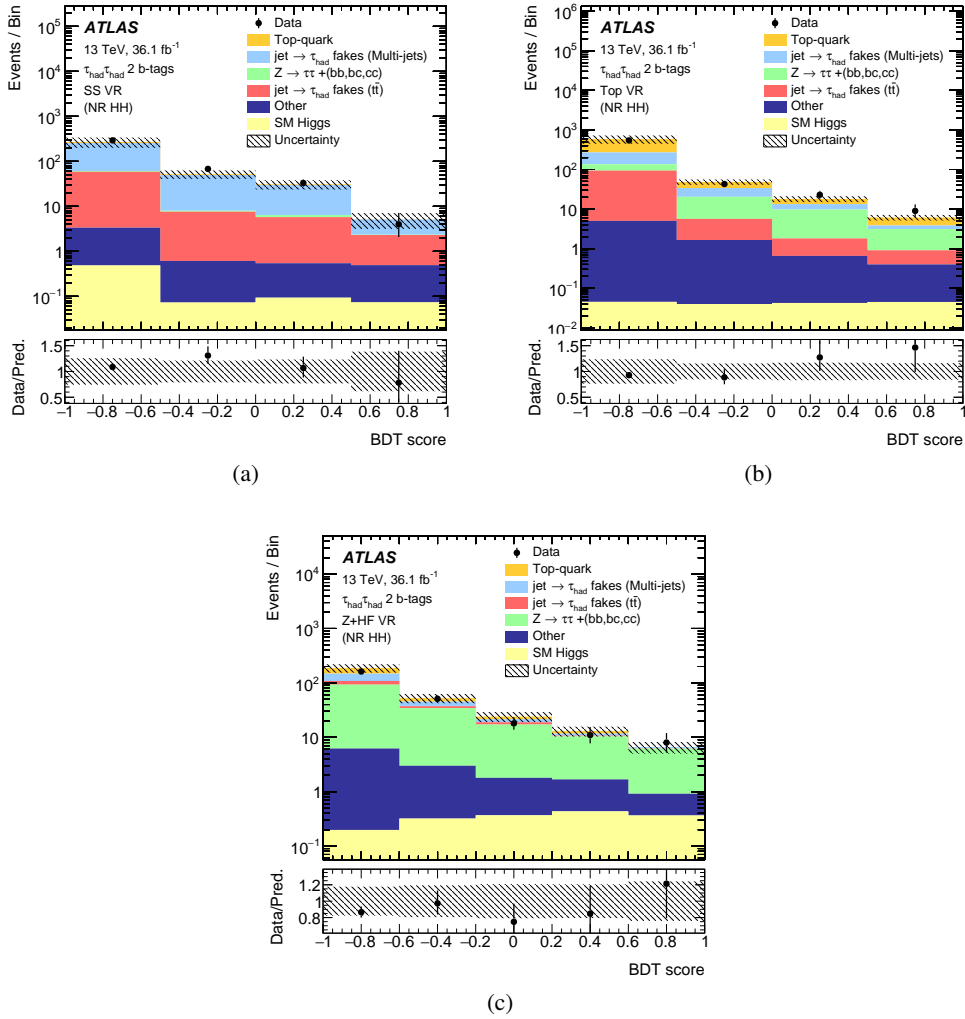 Events / Bin
10⁵
10⁴
10³
10²
10
1
10⁻¹
ATLAS
13 TeV, 36.1 fb⁻¹
τhadτhad 2 b-tags
SS VR
(NR HH)
Data
Top-quark
jet → τhad fakes (Multi-jets)
Z → ττ +(bb,bc,cc)
jet → τhad fakes (tt̄)
Other
SM Higgs
Uncertainty
Data/Pred.
1.5
1
0.5
−1 −0.8 −0.6 −0.4 −0.2 0 0.2 0.4 0.6 0.8 1
BDT score
(a)
Events / Bin
10⁶
10⁵
10⁴
10³
10²
10
1
10⁻¹
10⁻²
ATLAS
13 TeV, 36.1 fb⁻¹
τhadτhad 2 b-tags
Top VR
(NR HH)
Data
Top-quark
jet → τhad fakes (Multi-jets)
Z → ττ +(bb,bc,cc)
jet → τhad fakes (tt̄)
Other
SM Higgs
Uncertainty
Data/Pred.
1.5
1
0.5
−1 −0.8 −0.6 −0.4 −0.2 0 0.2 0.4 0.6 0.8 1
BDT score
(b)
Events / Bin
10⁴
10³
10²
10
1
10⁻¹
ATLAS
13 TeV, 36.1 fb⁻¹
τhadτhad 2 b-tags
Z+HF VR
(NR HH)
Data
Top-quark
jet → τhad fakes (Multi-jets)
jet → τhad fakes (tt̄)
Z → ττ +(bb,bc,cc)
Other
SM Higgs
Uncertainty
Data/Pred.
1.2
1
0.8
−1 −0.8 −0.6 −0.4 −0.2 0 0.2 0.4 0.6 0.8 1
BDT score
(c)